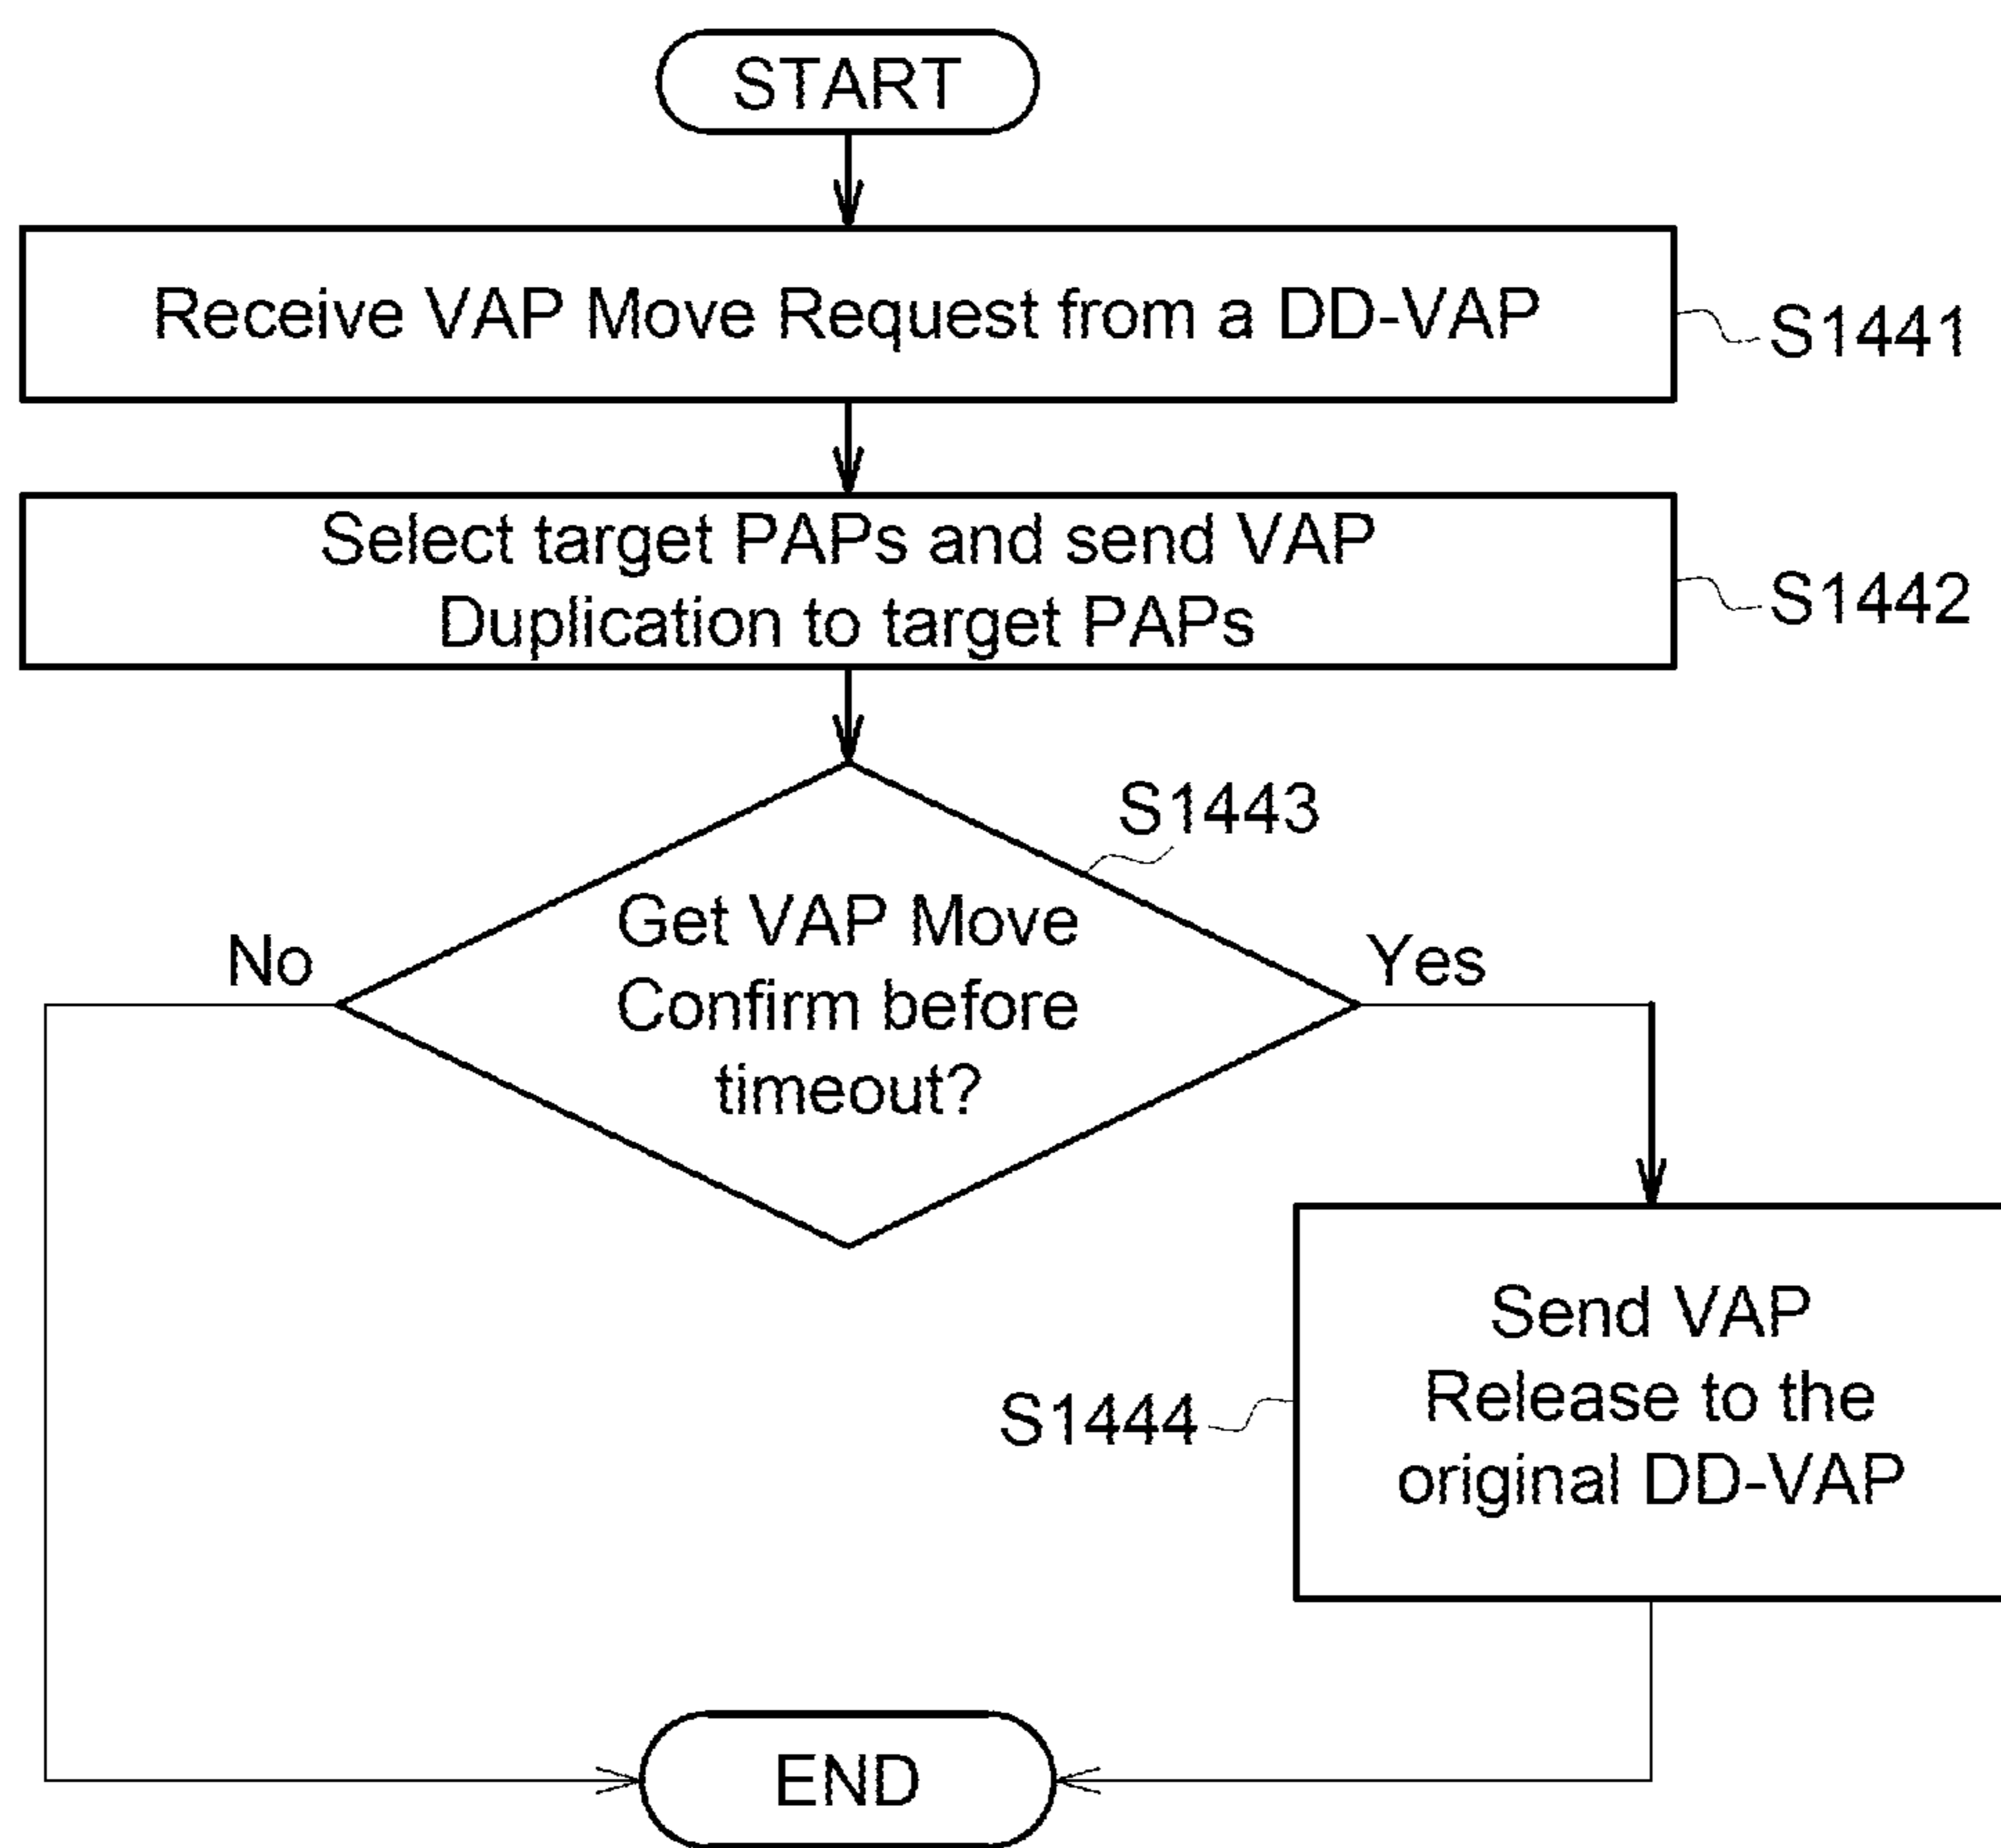 START
Receive VAP Move Request from a DD-VAP
S1441
Select target PAPs and send VAP
Duplication to target PAPs
S1442
S1443
Get VAP Move
Confirm before
timeout?
No
Yes
Send VAP
Release to the
original DD-VAP
S1444
END